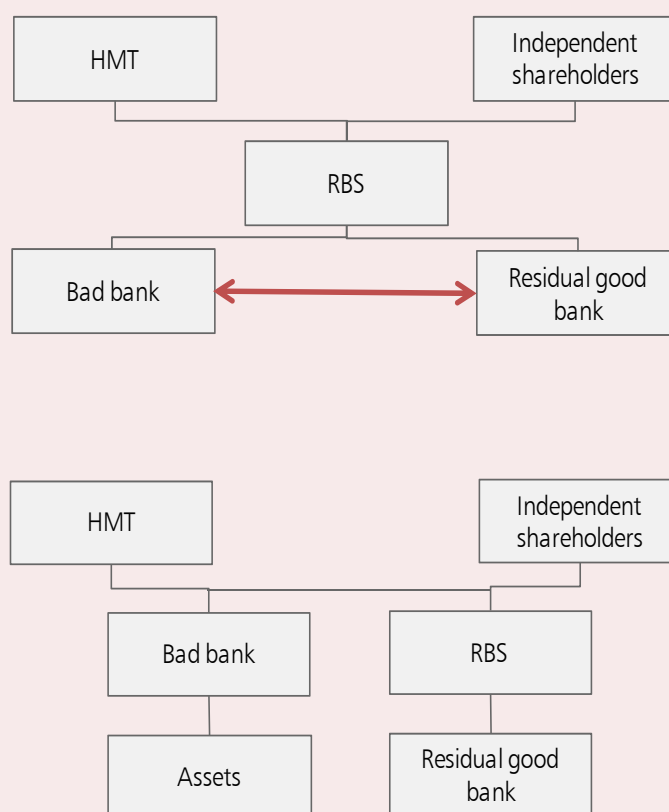 HMT
Independent
shareholders
RBS
Bad bank
Residual good
bank
HMT
Independent
shareholders
Bad bank
RBS
Assets
Residual good
bank